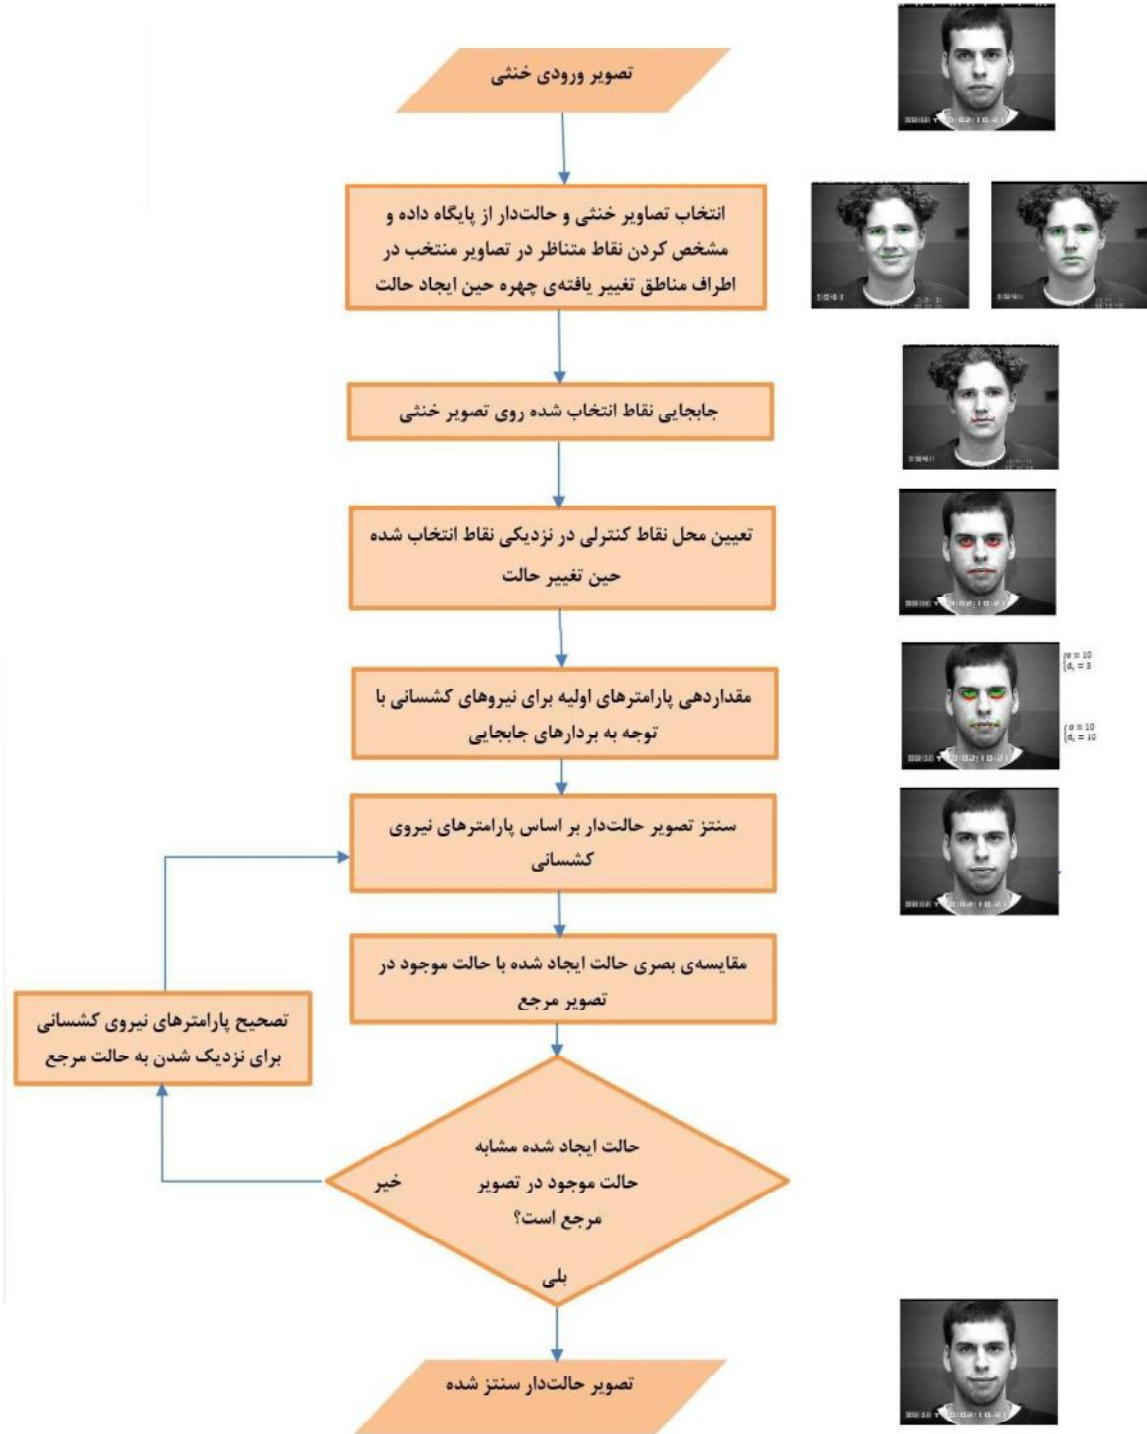 تصویر ورودی خنثی
انتخاب تصاویر خنثی و حالت‌دار از پایگاه داده و
مشخص کردن نقاط متناظر در تصاویر منتخب در
اطراف مناطق تغییر یافته‌ی چهره حین ایجاد حالت
جابجایی نقاط انتخاب شده روی تصویر خنثی
تعیین محل نقاط کنترلی در نزدیکی نقاط انتخاب شده
حین تغییر حالت
مقداردهی پارامترهای اولیه برای نیروهای کشسانی با
توجه به بردارهای جابجایی
σ = 10
σ = 10
سنتز تصویر حالت‌دار بر اساس پارامترهای نیروی
کشسانی
مقایسه‌ی بصری حالت ایجاد شده با حالت موجود در
تصویر مرجع
تصحیح پارامترهای نیروی کشسانی
برای نزدیک شدن به حالت مرجع
حالت ایجاد شده مشابه
حالت موجود در تصویر
مرجع است؟
خیر
بلی
تصویر حالت‌دار سنتز شده